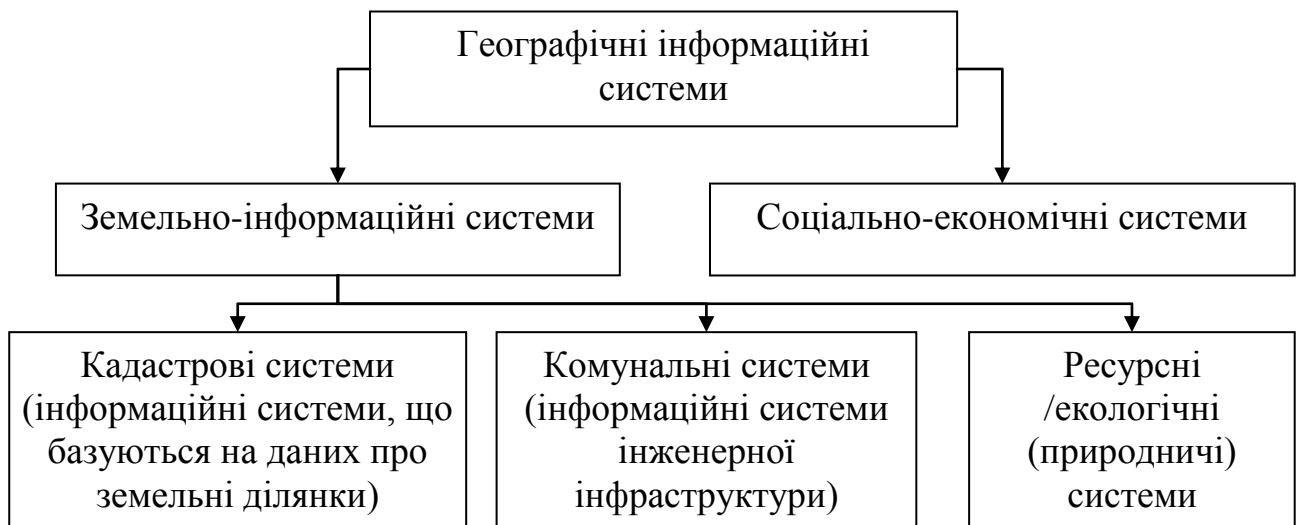 Географічні інформаційні
системи
Земельно-інформаційні системи
Соціально-економічні системи
Кадастрові системи
(інформаційні системи, що
базуються на даних про
земельні ділянки)
Комунальні системи
(інформаційні системи
інженерної
інфраструктури)
Ресурсні
/екологічні
(природничі)
системи